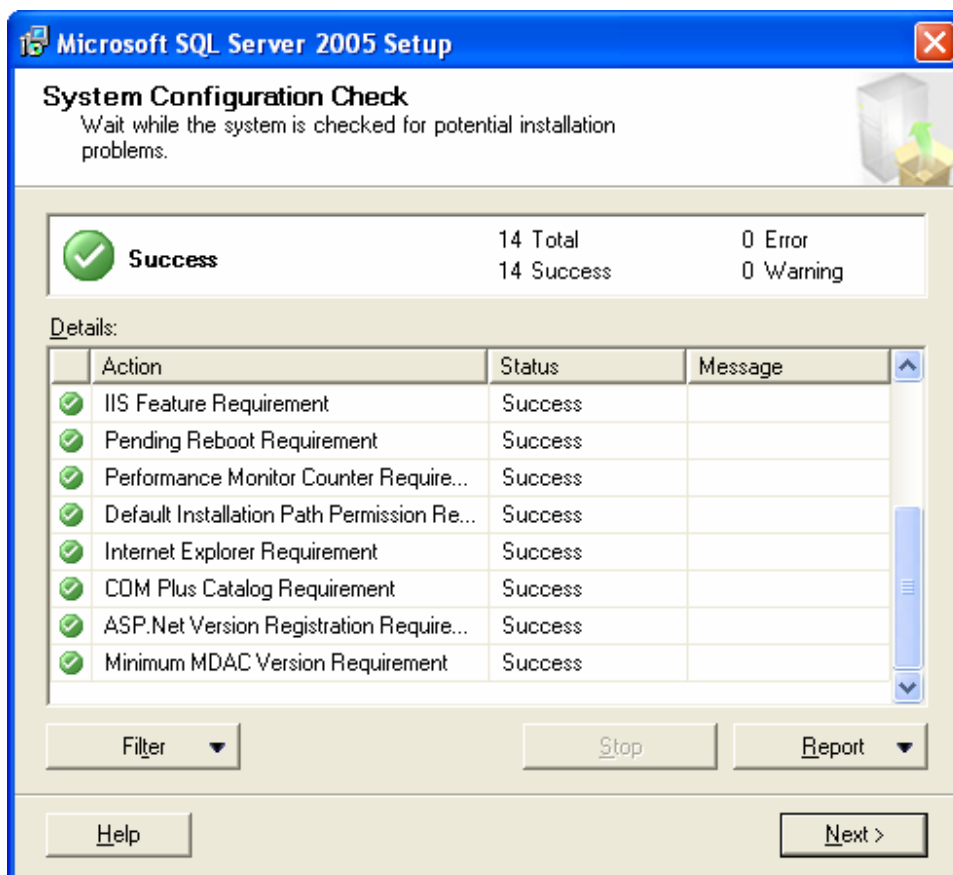 Microsoft SQL Server 2005 Setup
System Configuration Check
Wait while the system is checked for potential installation
problems.
Success
14 Total
0 Error
14 Success
0 Warning
Details:
Action Status Message
IIS Feature Requirement Success
Pending Reboot Requirement Success
Performance Monitor Counter Require... Success
Default Installation Path Permission Re... Success
Internet Explorer Requirement Success
COM Plus Catalog Requirement Success
ASP.Net Version Registration Require... Success
Minimum MDAC Version Requirement Success
Filter Stop Report
Help Next >